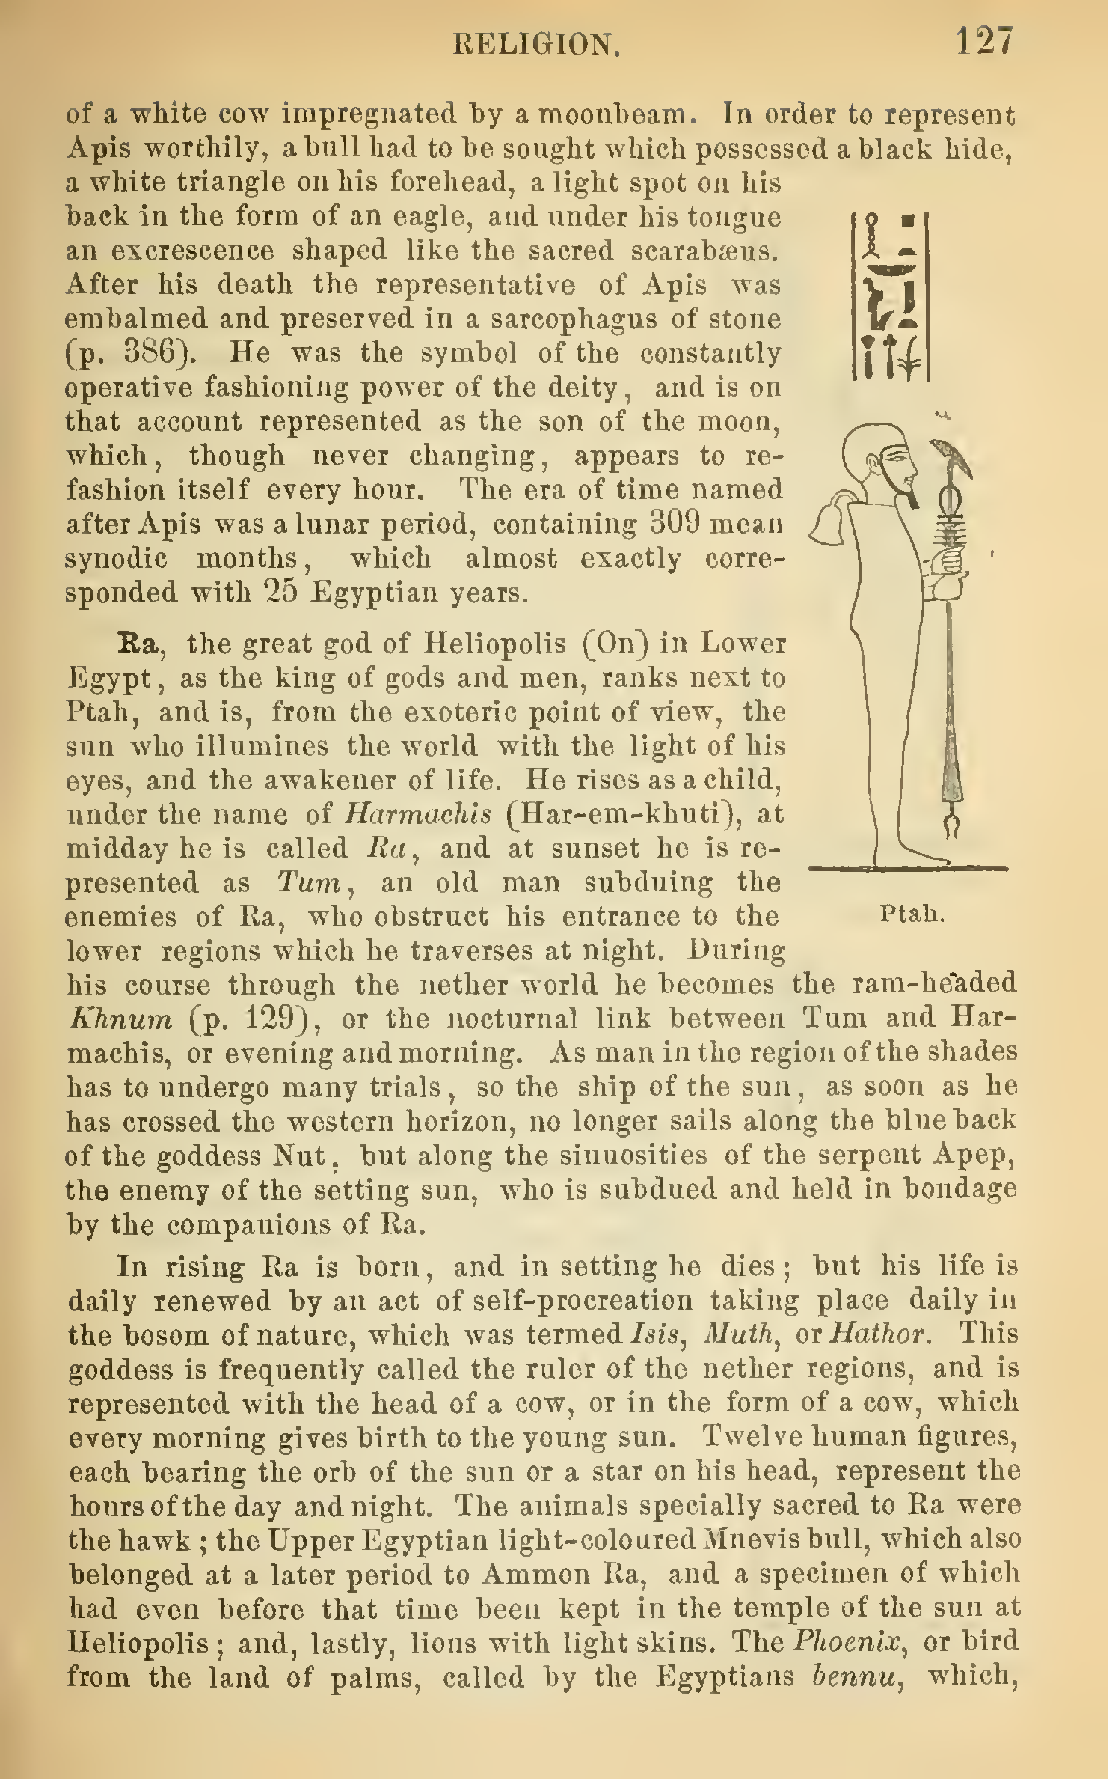 RELIGION. 127
of a white cow impregnated by a moonbeam. In order to represent
Apis worthily, a bull had to be sought which possessed a black hide,
a white triangle on his forehead, a light spot on his
back in the form of an eagle, and under his tongue
an excrescence shaped like the sacred scarabæus.
After his death the representative of Apis was
embalmed and preserved in a sarcophagus of stone
(p. 386). He was the symbol of the constantly
operative fashioning power of the deity, and is on
that account represented as the son of the moon,
which, though never changing, appears to re-
fashion itself every hour. The era of time named
after Apis was a lunar period, containing 309 mean
synodic months, which almost exactly corre-
sponded with 25 Egyptian years.
Ra, the great god of Heliopolis (On) in Lower
Egypt, as the king of gods and men, ranks next to
Ptah, and is, from the exoteric point of view, the
sun who illumines the world with the light of his
eyes, and the awakener of life. He rises as a child,
under the name of Harmachis (Har-em-khuti), at
midday he is called Ra, and at sunset he is re-
presented as Tum, an old man subduing the
enemies of Ra, who obstruct his entrance to the
Ptah.
lower regions which he traverses at night. During
his course through the nether world he becomes the ram-headed
Khnum (p. 129), or the nocturnal link between Tum and Har-
machis, or evening and morning. As man in the region of the shades
has to undergo many trials, so the ship of the sun, as soon as he
has crossed the western horizon, no longer sails along the blue back
of the goddess Nut, but along the sinuosities of the serpent Apep,
the enemy of the setting sun, who is subdued and held in bondage
by the companions of Ra.
In rising Ra is born, and in setting he dies; but his life is
daily renewed by an act of self-procreation taking place daily in
the bosom of nature, which was termed Isis, Muth, or Hathor. This
goddess is frequently called the ruler of the nether regions, and is
represented with the head of a cow, or in the form of a cow, which
every morning gives birth to the young sun. Twelve human figures,
each bearing the orb of the sun or a star on his head, represent the
hours of the day and night. The animals specially sacred to Ra were
the hawk; the Upper Egyptian light-coloured Mnevis bull, which also
belonged at a later period to Ammon Ra, and a specimen of which
had even before that time been kept in the temple of the sun at
Heliopolis; and, lastly, lions with light skins. The Phoenix, or bird
from the land of palms, called by the Egyptians bennu, which,